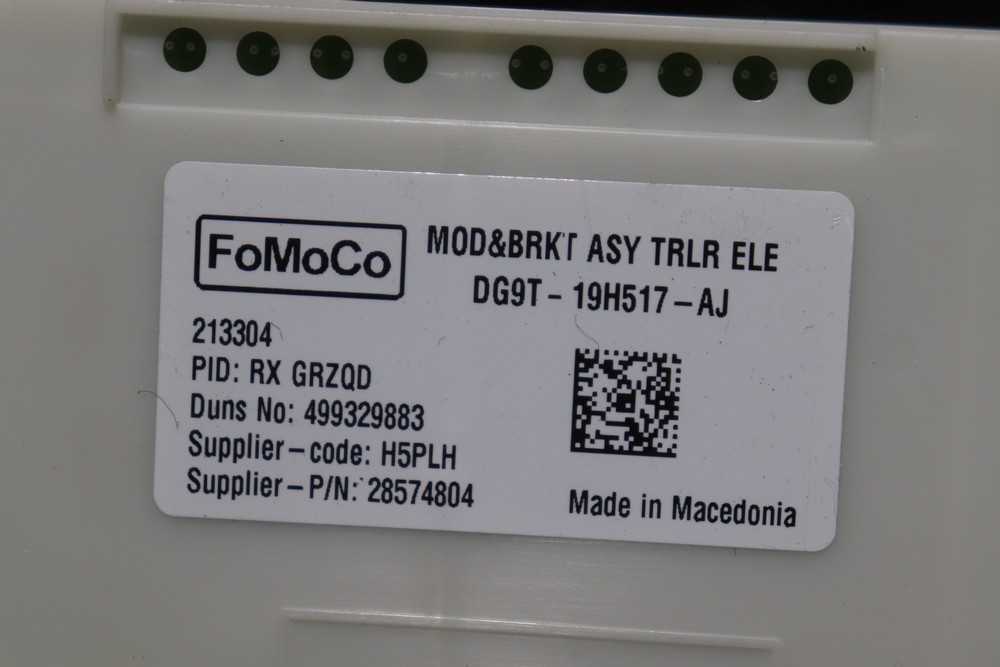 FoMoCo
MOD&BRKT ASY TRLR ELE
DG9T - 19H517 - AJ
213304
PID: RX GRZQD
Duns No: 499329883
Supplier-code: H5PLH
Supplier-P/N: 28574804
Made in Macedonia